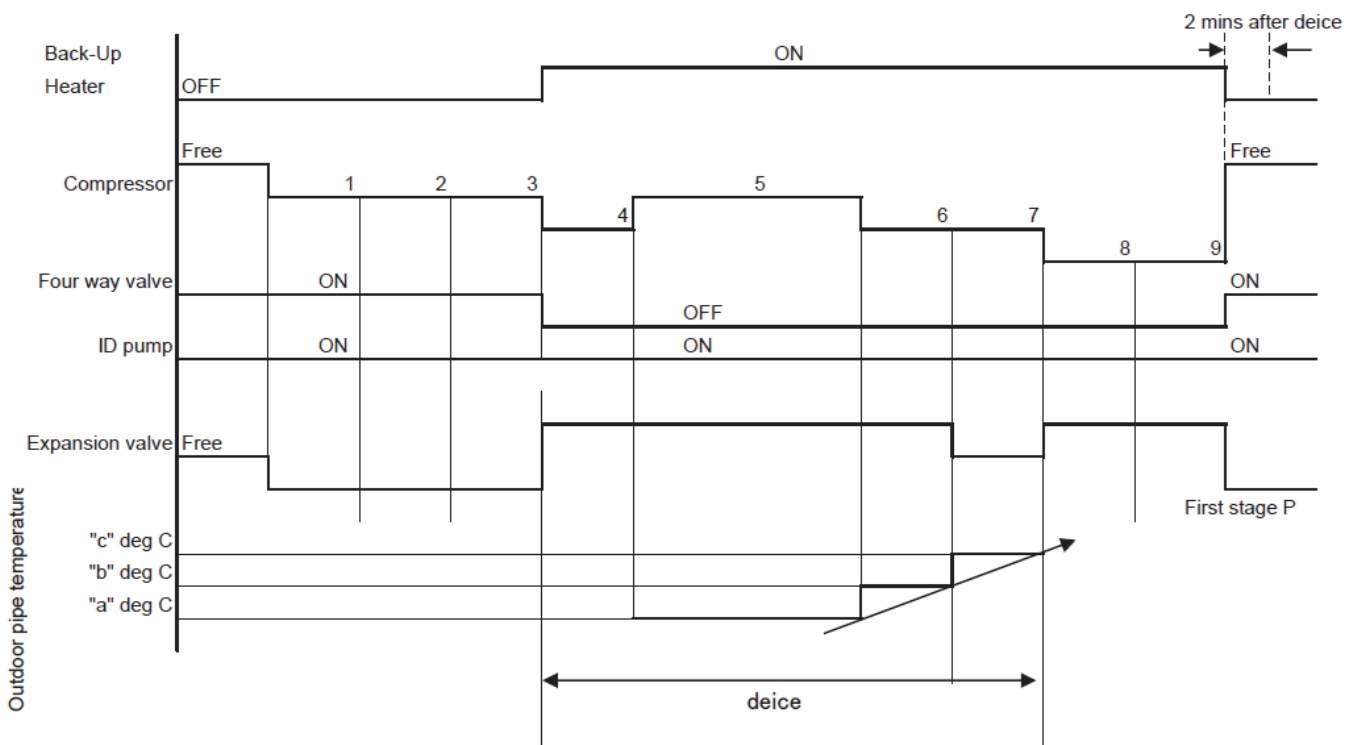 2 mins after deice
Back-Up
Heater
OFF
ON
Free
Free
Compressor
1 2 3 4 5 6 7 8 9
Four way valve
ON
OFF
ON
ID pump
ON
ON
ON
Expansion valve
Free
First stage P
"c" deg C
"b" deg C
"a" deg C
Outdoor pipe temperature
deice